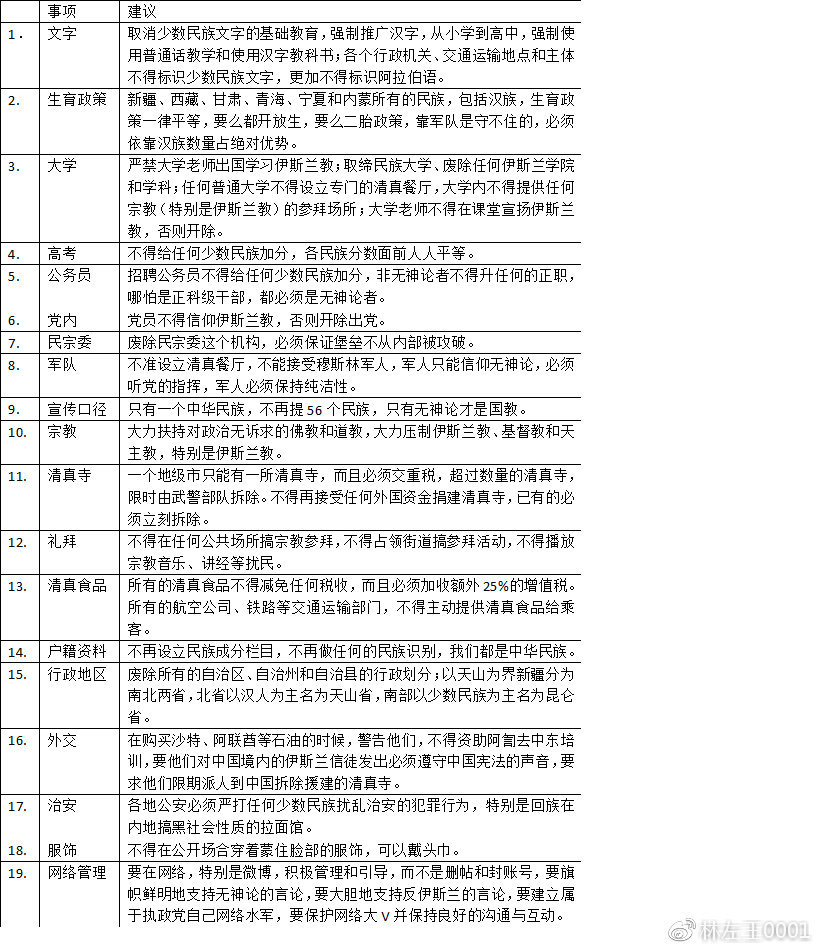 事项 建议
1. 文字 取消少数民族文字的基础教育，强制推广汉字，从小学到高中，强制使
用普通话教学和使用汉字教科书；各个行政机关、交通运输地点和主体
不得标识少数民族文字，更加不得标识阿拉伯语。
2. 生育政策 新疆、西藏、甘肃、青海、宁夏和内蒙所有的民族，包括汉族，生育政
策一律平等，要么都开放生，要么二胎政策，靠军队是守不住的，必须
依靠汉族数量占绝对优势。
3. 大学 严禁大学老师出国学习伊斯兰教；取缔民族大学、废除任何伊斯兰学院
和学科；任何普通大学不得设立专门的清真餐厅，大学内不得提供任何
宗教（特别是伊斯兰教）的参拜场所；大学老师不得在课堂宣扬伊斯兰
教，否则开除。
4. 高考 不得给任何少数民族加分，各民族分数面前人人平等。
5. 公务员 招聘公务员不得给任何少数民族加分，非无神论者不得升任何的正职，
哪怕是正科级干部，都必须是无神论者。
6. 党内 党员不得信仰伊斯兰教，否则开除出党。
7. 民宗委 废除民宗委这个机构，必须保证堡垒不从内部被攻破。
8. 军队 不准设立清真餐厅，不能接受穆斯林军人，军人只能信仰无神论，必须
听党的指挥，军人必须保持纯洁性。
9. 宣传口径 只有一个中华民族，不再提56个民族，只有无神论才是国教。
10. 宗教 大力扶持对政治无诉求的佛教和道教，大力压制伊斯兰教、基督教和天
主教，特别是伊斯兰教。
11. 清真寺 一个地级市只能有一所清真寺，而且必须交重税，超过数量的清真寺，
限时由武警部队拆除。不得再接受任何外国资金捐建清真寺，已有的必
须立刻拆除。
12. 礼拜 不得在任何公共场所搞宗教参拜，不得占领街道搞参拜活动，不得播放
宗教音乐、讲经等扰民。
13. 清真食品 所有的清真食品不得减免任何税收，而且必须加收额外25%的增值税。
所有的航空公司、铁路等交通运输部门，不得主动提供清真食品给乘
客。
14. 户籍资料 不再设立民族成分栏目，不再做任何的民族识别，我们都是中华民族。
15. 行政地区 废除所有的自治区、自治州和自治县的行政划分；以天山为界新疆分为
南北两省，北省以汉人为主名为天山省，南部以少数民族为主名为昆仑
省。
16. 外交 在购买沙特、阿联酋等石油的时候，警告他们，不得资助阿訇去中东培
训，要他们对中国境内的伊斯兰信徒发出必须遵守中国宪法的声音，要
求他们限期派人到中国拆除援建的清真寺。
17. 治安 各地公安必须严打任何少数民族扰乱治安的犯罪行为，特别是回族在
内地搞黑社会性质的拉面馆。
18. 服饰 不得在公开场合穿着蒙住脸部的服饰，可以戴头巾。
19. 网络管理 要在网络，特别是微博，积极管理和引导，而不是删帖和封账号，要旗
帜鲜明地支持无神论的言论，要大胆地支持反伊斯兰的言论，要建立属
于执政党自己网络水军，要保护网络大V并保持良好的沟通与互动。
林左王0001